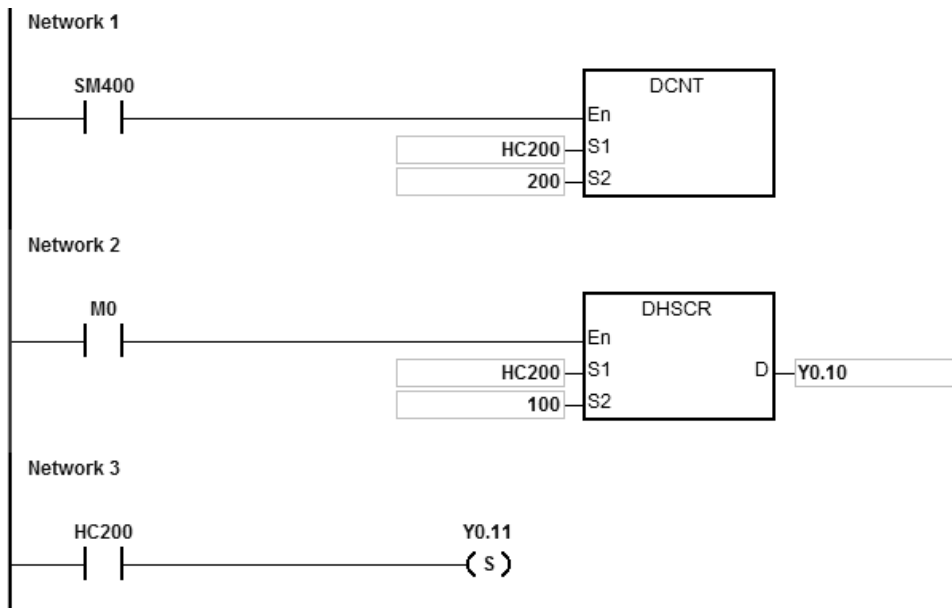 Network 1
SM400
DCNT
En
HC200 S1
200 S2
Network 2
M0
DHSCR
En
HC200 S1 D Y0.10
100 S2
Network 3
HC200 Y0.11
( S )